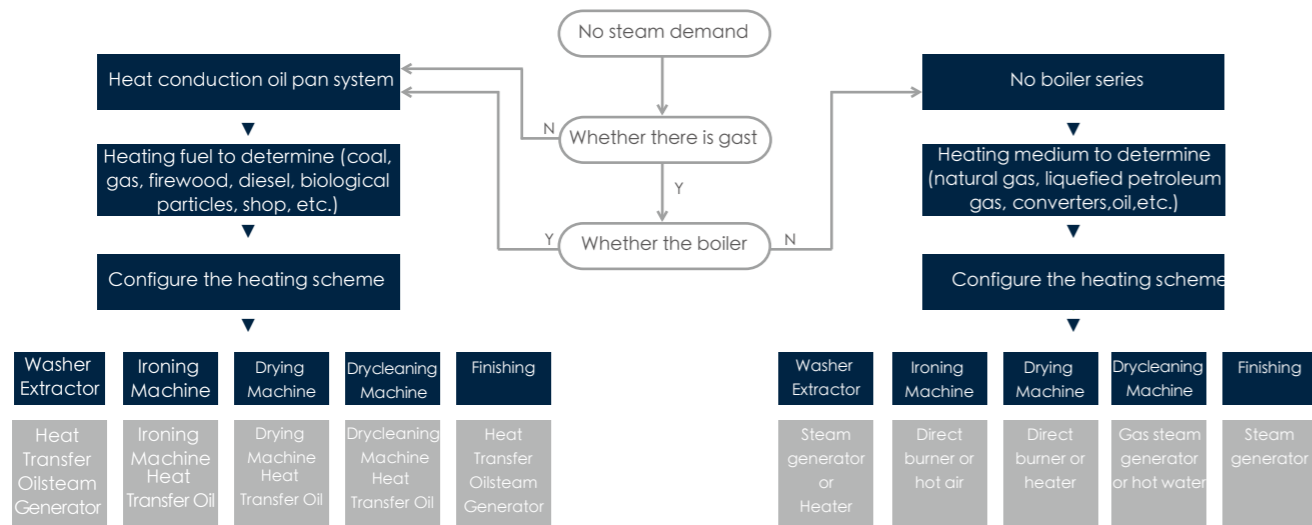 No steam demand
Heat conduction oil pan system
No boiler series
N
Whether there is gast
Heating fuel to determine (coal,
gas, firewood, diesel, biological
particles, shop, etc.)
Heating medium to determine
(natural gas, liquefied petroleum
gas, converters,oil,etc.)
Y
Y
Whether the boiler
N
Configure the heating scheme
Configure the heating scheme
Washer
Extractor
Ironing
Machine
Drying
Machine
Drycleaning
Machine
Finishing
Washer
Extractor
Ironing
Machine
Drying
Machine
Drycleaning
Machine
Finishing
Heat
Transfer
Oilsteam
Generator
Ironing
Machine
Heat
Transfer Oil
Drying
Machine
Heat
Transfer Oil
Drycleaning
Machine
Heat
Transfer Oil
Heat
Transfer
Oilsteam
Generator
Steam
generator
or
Heater
Direct
burner or
hot air
Direct
burner or
heater
Gas steam
generator
or hot water
Steam
generator